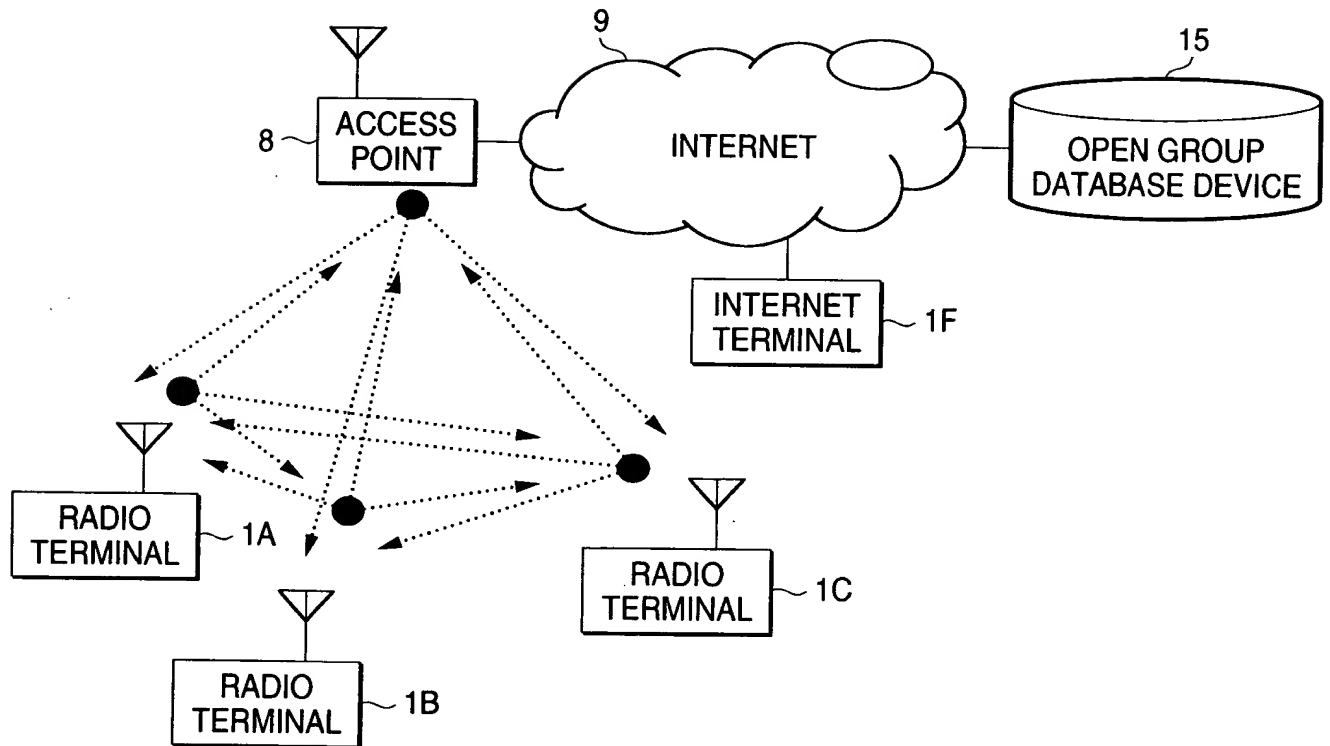 9
15
8
ACCESS
POINT
INTERNET
OPEN GROUP
DATABASE DEVICE
INTERNET
TERMINAL
1F
RADIO
TERMINAL
1A
RADIO
TERMINAL
1C
RADIO
TERMINAL
1B